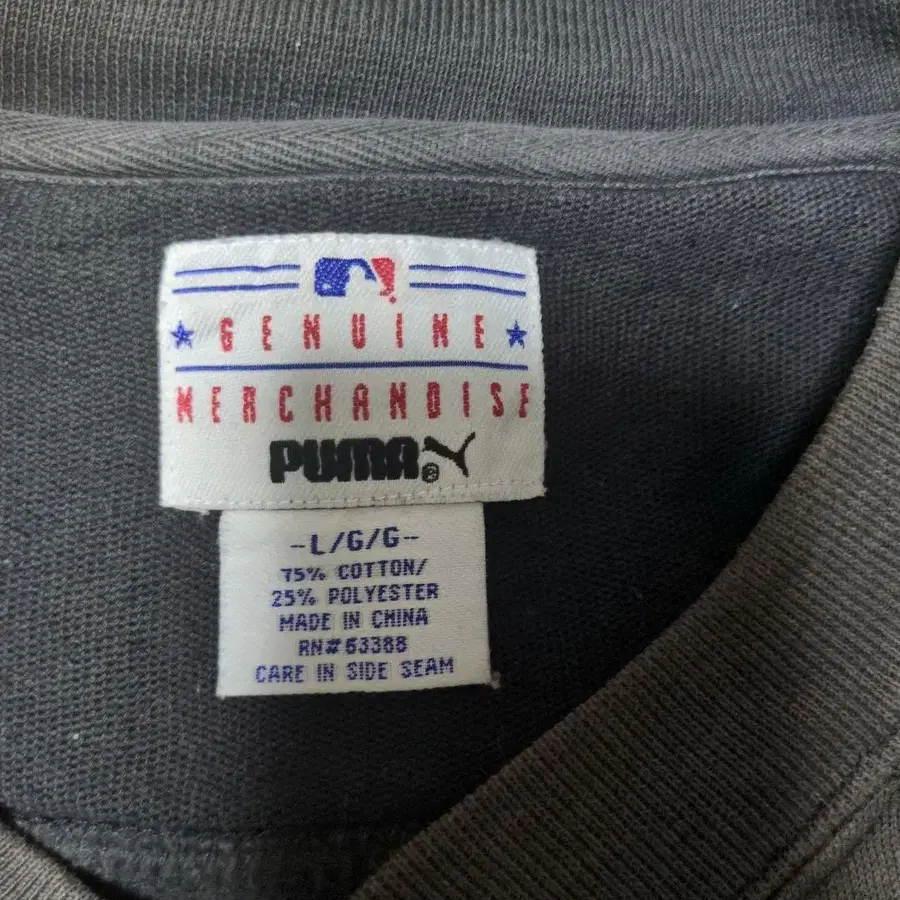 GENUINE
MERCHANDISE
PUMA®
-L/G/G-
75% COTTON/
25% POLYESTER
MADE IN CHINA
RN#63388
CARE IN SIDE SEAM